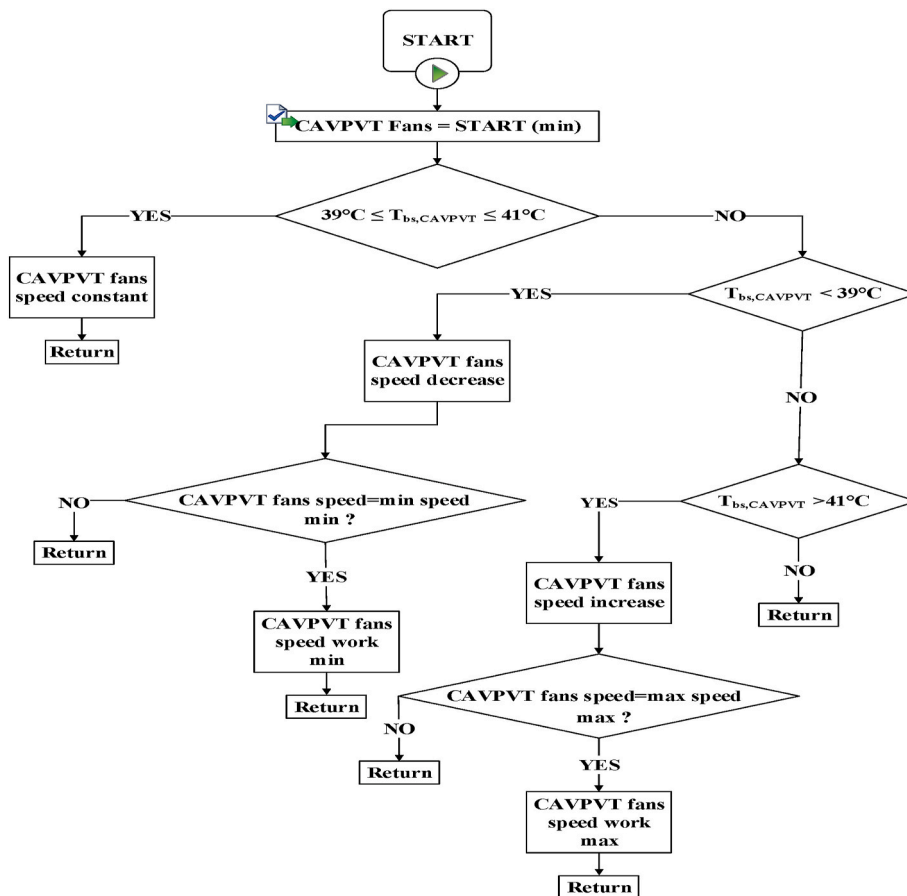 START
CAVPVT Fans = START (min)
39°C ≤ Tbs,CAVPVT ≤ 41°C
YES
NO
CAVPVT fans
speed constant
Return
Tbs,CAVPVT < 39°C
YES
CAVPVT fans
speed decrease
NO
CAVPVT fans speed=min speed
min ?
NO
Return
YES
CAVPVT fans
speed work
min
Return
Tbs,CAVPVT >41°C
YES
NO
Return
CAVPVT fans
speed increase
CAVPVT fans speed=max speed
max ?
NO
Return
YES
CAVPVT fans
speed work
max
Return